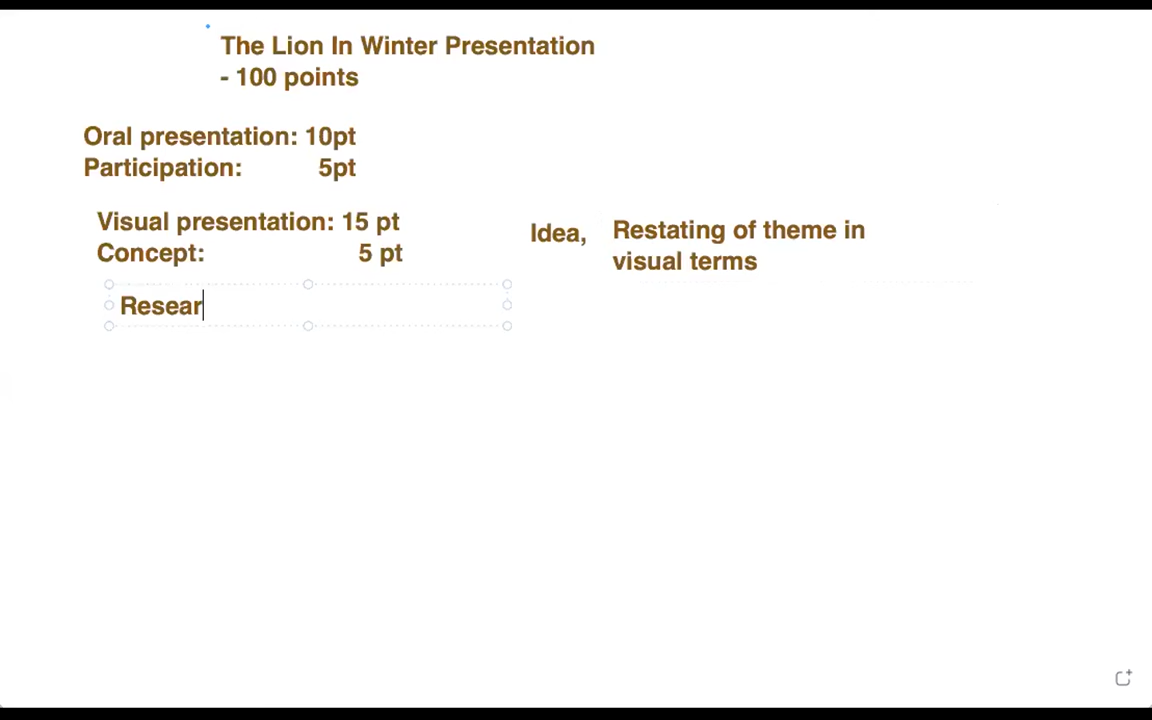 The Lion In Winter Presentation
- 100 points
Oral presentation: 10pt
Participation: 5pt
Visual presentation: 15 pt
Concept: 5 pt
Idea, Restating of theme in
visual terms
Resear